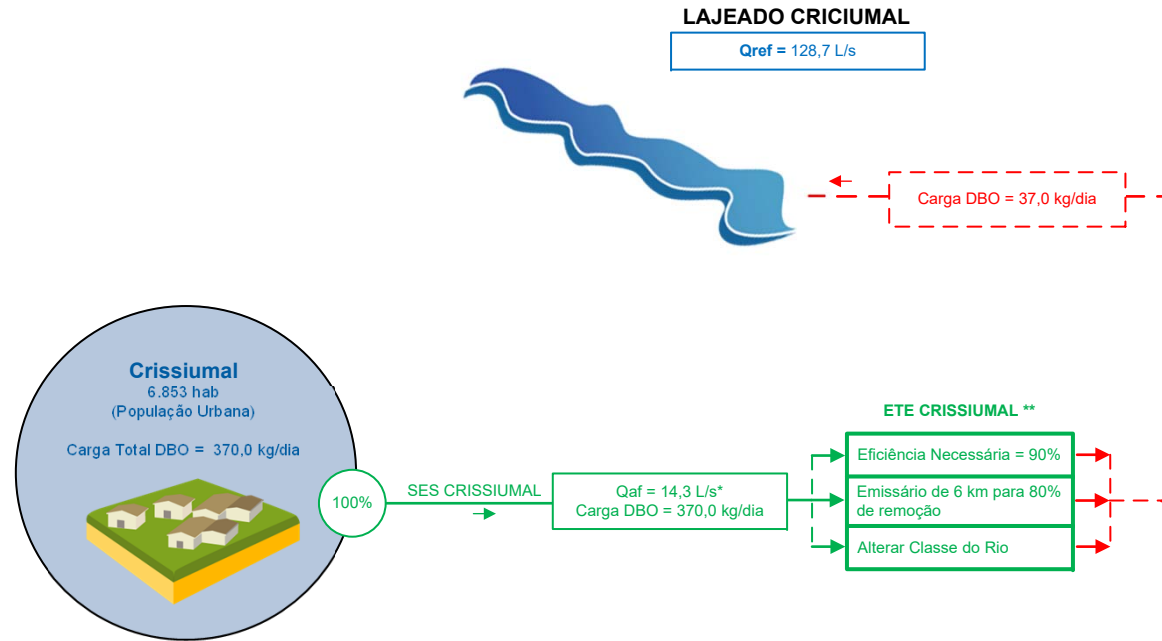 LAJEADO CRICIUMAL
Qref = 128,7 L/s
Carga DBO = 37,0 kg/dia
Crissiumal
6.853 hab
(População Urbana)
Carga Total DBO = 370,0 kg/dia
100%
SES CRISSIUMAL
Qaf = 14,3 L/s*
Carga DBO = 370,0 kg/dia
ETE CRISSIUMAL **
Eficiência Necessária = 90%
Emissário de 6 km para 80%
de remoção
Alterar Classe do Rio